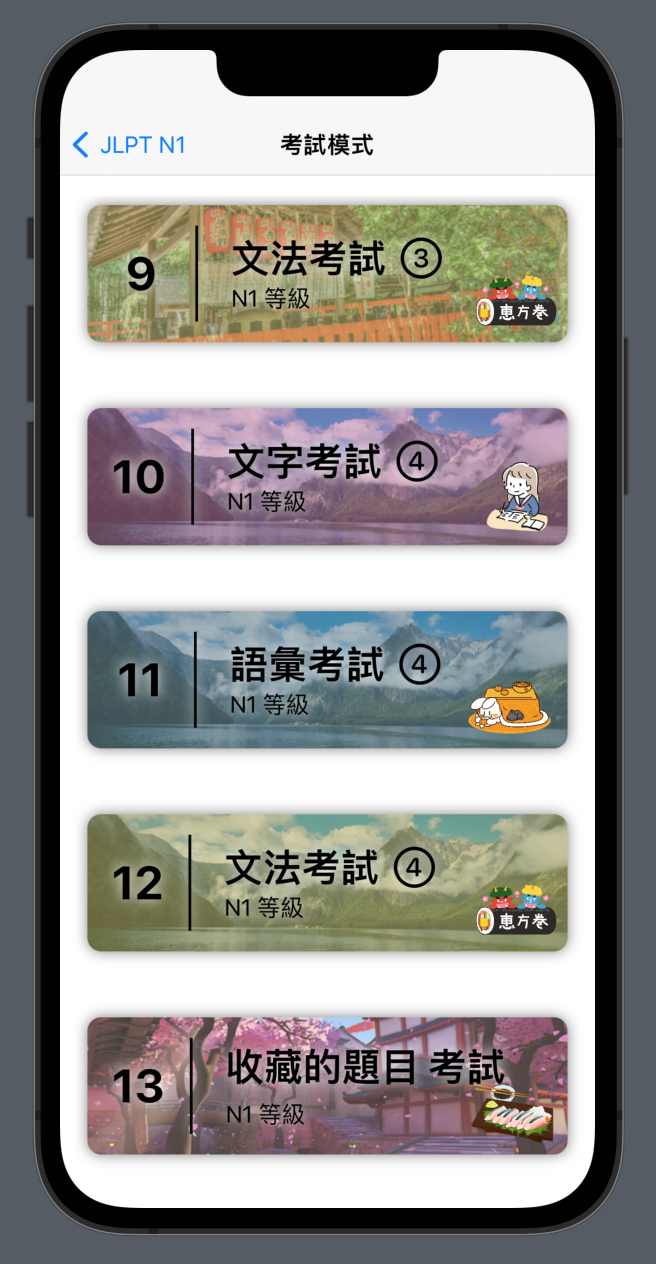 JLPT N1
考試模式
9
文法考試 ③
N1 等級
恵方巻
10
文字考試 ④
N1 等級
11
語彙考試 ④
N1 等級
12
文法考試 ④
N1 等級
恵方巻
13
收藏的題目 考試
N1 等級